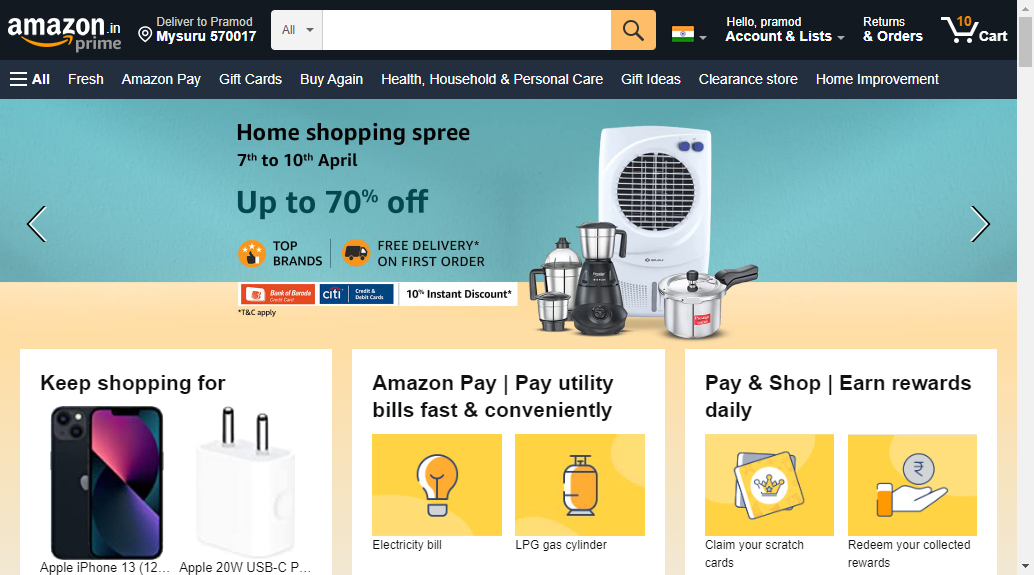 amazon.in
prime
Deliver to Pramod
Mysuru 570017
All
Hello, pramod
Account & Lists
Returns
& Orders
10
Cart
All
Fresh
Amazon Pay
Gift Cards
Buy Again
Health, Household & Personal Care
Gift Ideas
Clearance store
Home Improvement
Home shopping spree
7th to 10th April
Up to 70% off
TOP
BRANDS
FREE DELIVERY*
ON FIRST ORDER
Bank of Baroda
Credit Card
citi
Credit &
Debit Cards
10% Instant Discount*
*T&C apply
BAJAJ
Prestige
Keep shopping for
Apple iPhone 13 (12...
Apple 20W USB-C P...
Amazon Pay | Pay utility
bills fast & conveniently
Electricity bill
LPG gas cylinder
Pay & Shop | Earn rewards
daily
₹
Claim your scratch
cards
Redeem your collected
rewards